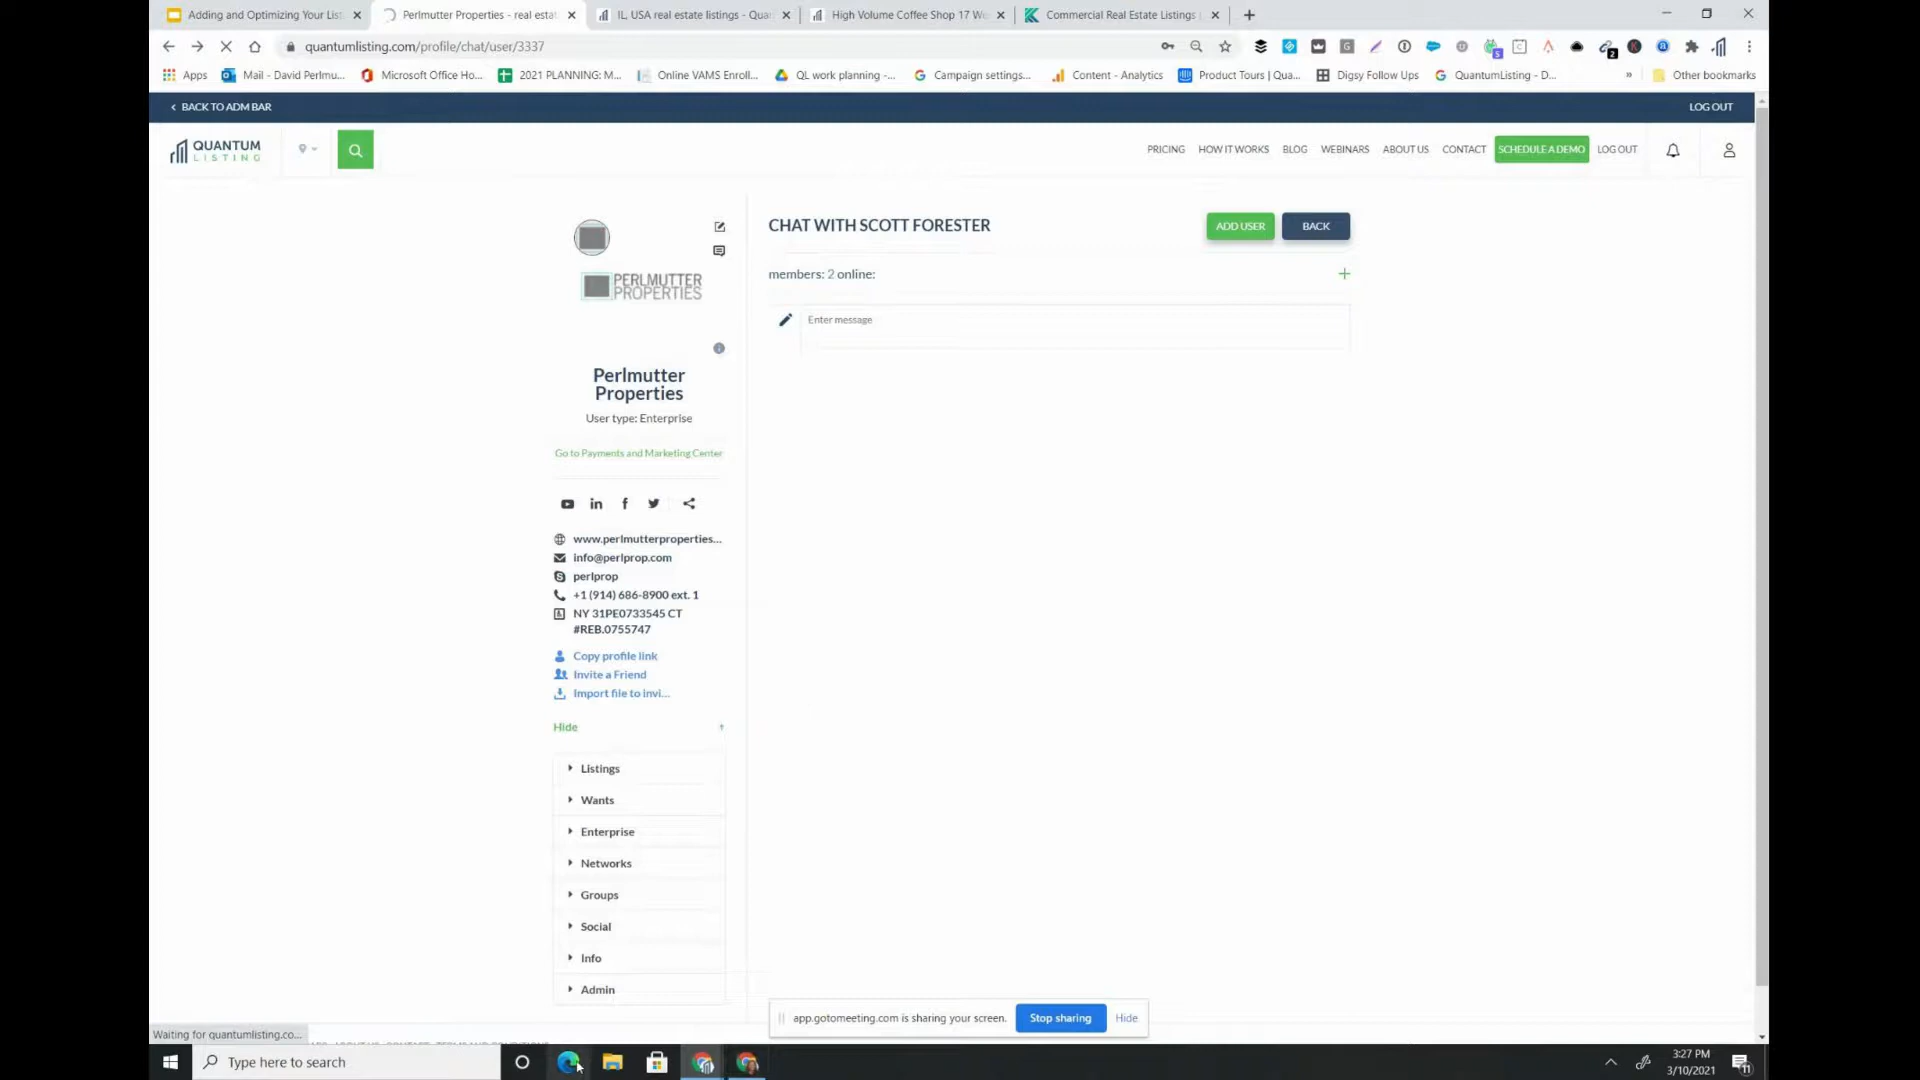 Adding and Optimizing Your List
Perlmutter Properties - real estat
IL, USA real estate listings - Qua
High Volume Coffee Shop 17 We
Commercial Real Estate Listings
quantumlisting.com/profile/chat/user/3337
Apps
Mail - David Perlmu...
Microsoft Office Ho...
2021 PLANNING: M...
Online VAMS Enroll...
QL work planning -...
Campaign settings...
Content - Analytics
Product Tours | Qua...
Digsy Follow Ups
QuantumListing - D...
»
Other bookmarks
BACK TO ADM BAR
LOG OUT
QUANTUM
LISTING
PRICING
HOW IT WORKS
BLOG
WEBINARS
ABOUT US
CONTACT
SCHEDULE A DEMO
LOG OUT
PERLMUTTER
PROPERTIES
Perlmutter
Properties
User type: Enterprise
Go to Payments and Marketing Center
www.perlmutterproperties...
info@perlprop.com
perlprop
+1 (914) 686-8900 ext. 1
NY 31PE0733545 CT
#REB.0755747
Copy profile link
Invite a Friend
Import file to invi...
Hide
Listings
Wants
Enterprise
Networks
Groups
Social
Info
Admin
CHAT WITH SCOTT FORESTER
ADD USER
BACK
members: 2 online:
Enter message
app.gotomeeting.com is sharing your screen.
Stop sharing
Hide
Waiting for quantumlisting.co...
Type here to search
3:27 PM
3/10/2021